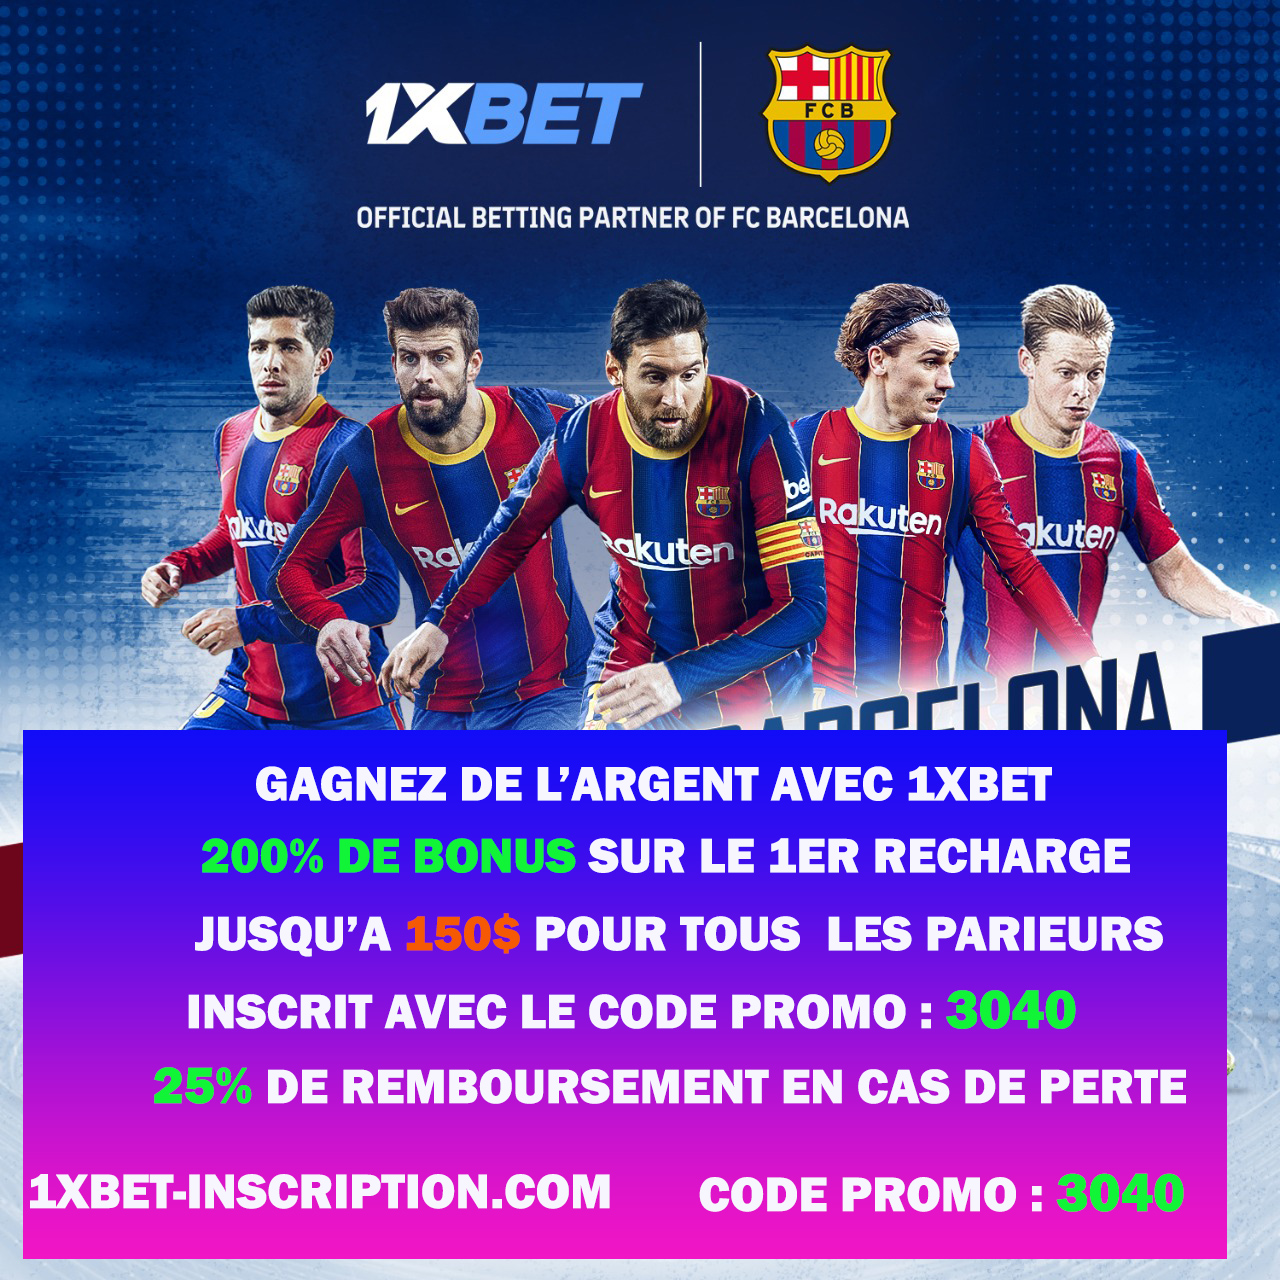 1XBET
FCB
OFFICIAL BETTING PARTNER OF FC BARCELONA
Rakuten
Rakuten
BARCELONA
GAGNEZ DE L’ARGENT AVEC 1XBET
200% DE BONUS SUR LE 1ER RECHARGE
JUSQU’A 150$ POUR TOUS LES PARIEURS
INSCRIT AVEC LE CODE PROMO : 3040
25% DE REMBOURSEMENT EN CAS DE PERTE
1XBET-INSCRIPTION.COM
CODE PROMO : 3040